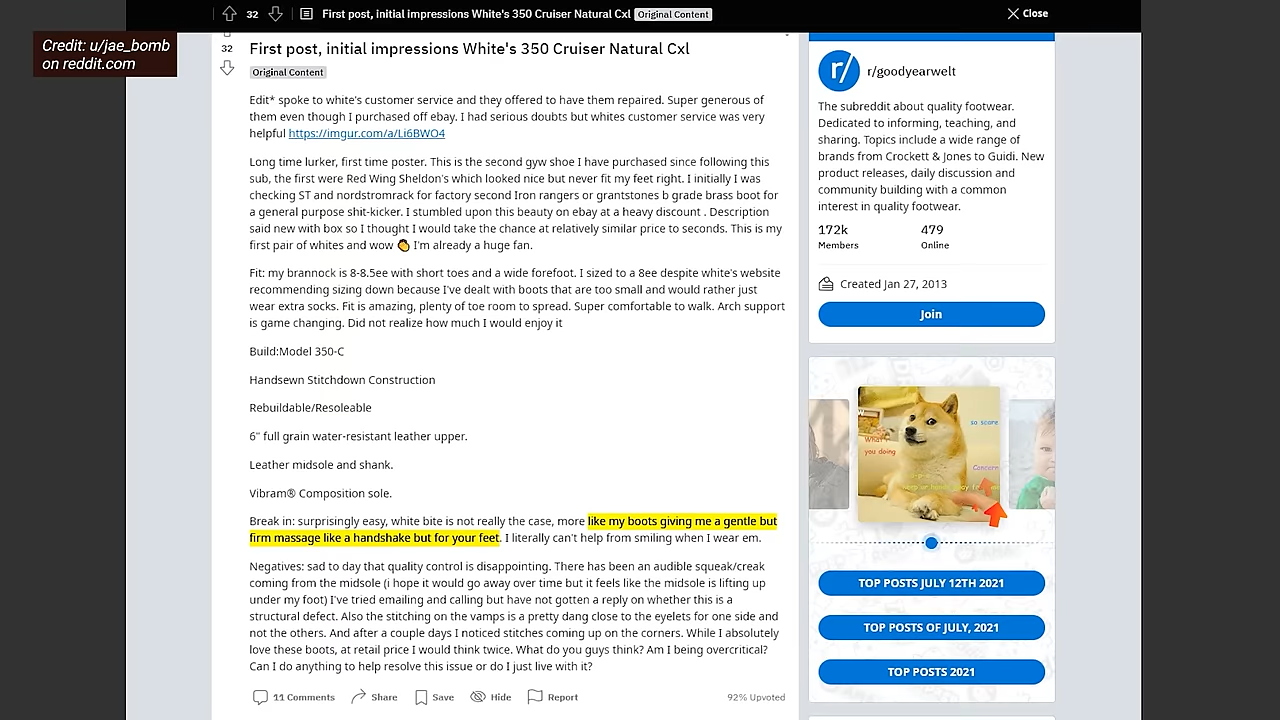 32 First post, initial impressions White's 350 Cruiser Natural Cxl Original Content Close
Credit: u/jae_bomb
on reddit.com
32
First post, initial impressions White's 350 Cruiser Natural Cxl
Original Content
Edit* spoke to white's customer service and they offered to have them repaired. Super generous of
them even though I purchased off ebay. I had serious doubts but whites customer service was very
helpful https://imgur.com/a/Li6BWO4
Long time lurker, first time poster. This is the second gyw shoe I have purchased since following this
sub, the first were Red Wing Sheldon's which looked nice but never fit my feet right. I initially I was
checking ST and nordstromrack for factory second Iron rangers or grantstones b grade brass boot for
a general purpose shit-kicker. I stumbled upon this beauty on ebay at a heavy discount . Description
said new with box so I thought I would take the chance at relatively similar price to seconds. This is my
first pair of whites and wow 👏 I'm already a huge fan.
Fit: my brannock is 8-8.5ee with short toes and a wide forefoot. I sized to a 8ee despite white's website
recommending sizing down because I've dealt with boots that are too small and would rather just
wear extra socks. Fit is amazing, plenty of toe room to spread. Super comfortable to walk. Arch support
is game changing. Did not realize how much I would enjoy it
Build:Model 350-C
Handsewn Stitchdown Construction
Rebuildable/Resoleable
6" full grain water-resistant leather upper.
Leather midsole and shank.
Vibram® Composition sole.
Break in: surprisingly easy, white bite is not really the case, more like my boots giving me a gentle but
firm massage like a handshake but for your feet. I literally can't help from smiling when I wear em.
Negatives: sad to day that quality control is disappointing. There has been an audible squeak/creak
coming from the midsole (i hope it would go away over time but it feels like the midsole is lifting up
under my foot) I've tried emailing and calling but have not gotten a reply on whether this is a
structural defect. Also the stitching on the vamps is a pretty dang close to the eyelets for one side and
not the others. And after a couple days I noticed stitches coming up on the corners. While I absolutely
love these boots, at retail price I would think twice. What do you guys think? Am I being overcritical?
Can I do anything to help resolve this issue or do I just live with it?
11 Comments Share Save Hide Report 92% Upvoted
r/ r/goodyearwelt
The subreddit about quality footwear.
Dedicated to informing, teaching, and
sharing. Topics include a wide range of
brands from Crockett & Jones to Guidi. New
product releases, daily discussion and
community building with a common
interest in quality footwear.
172k 479
Members Online
Created Jan 27, 2013
Join
so scare
What
you doing
Concern
TOP POSTS JULY 12TH 2021
TOP POSTS OF JULY, 2021
TOP POSTS 2021